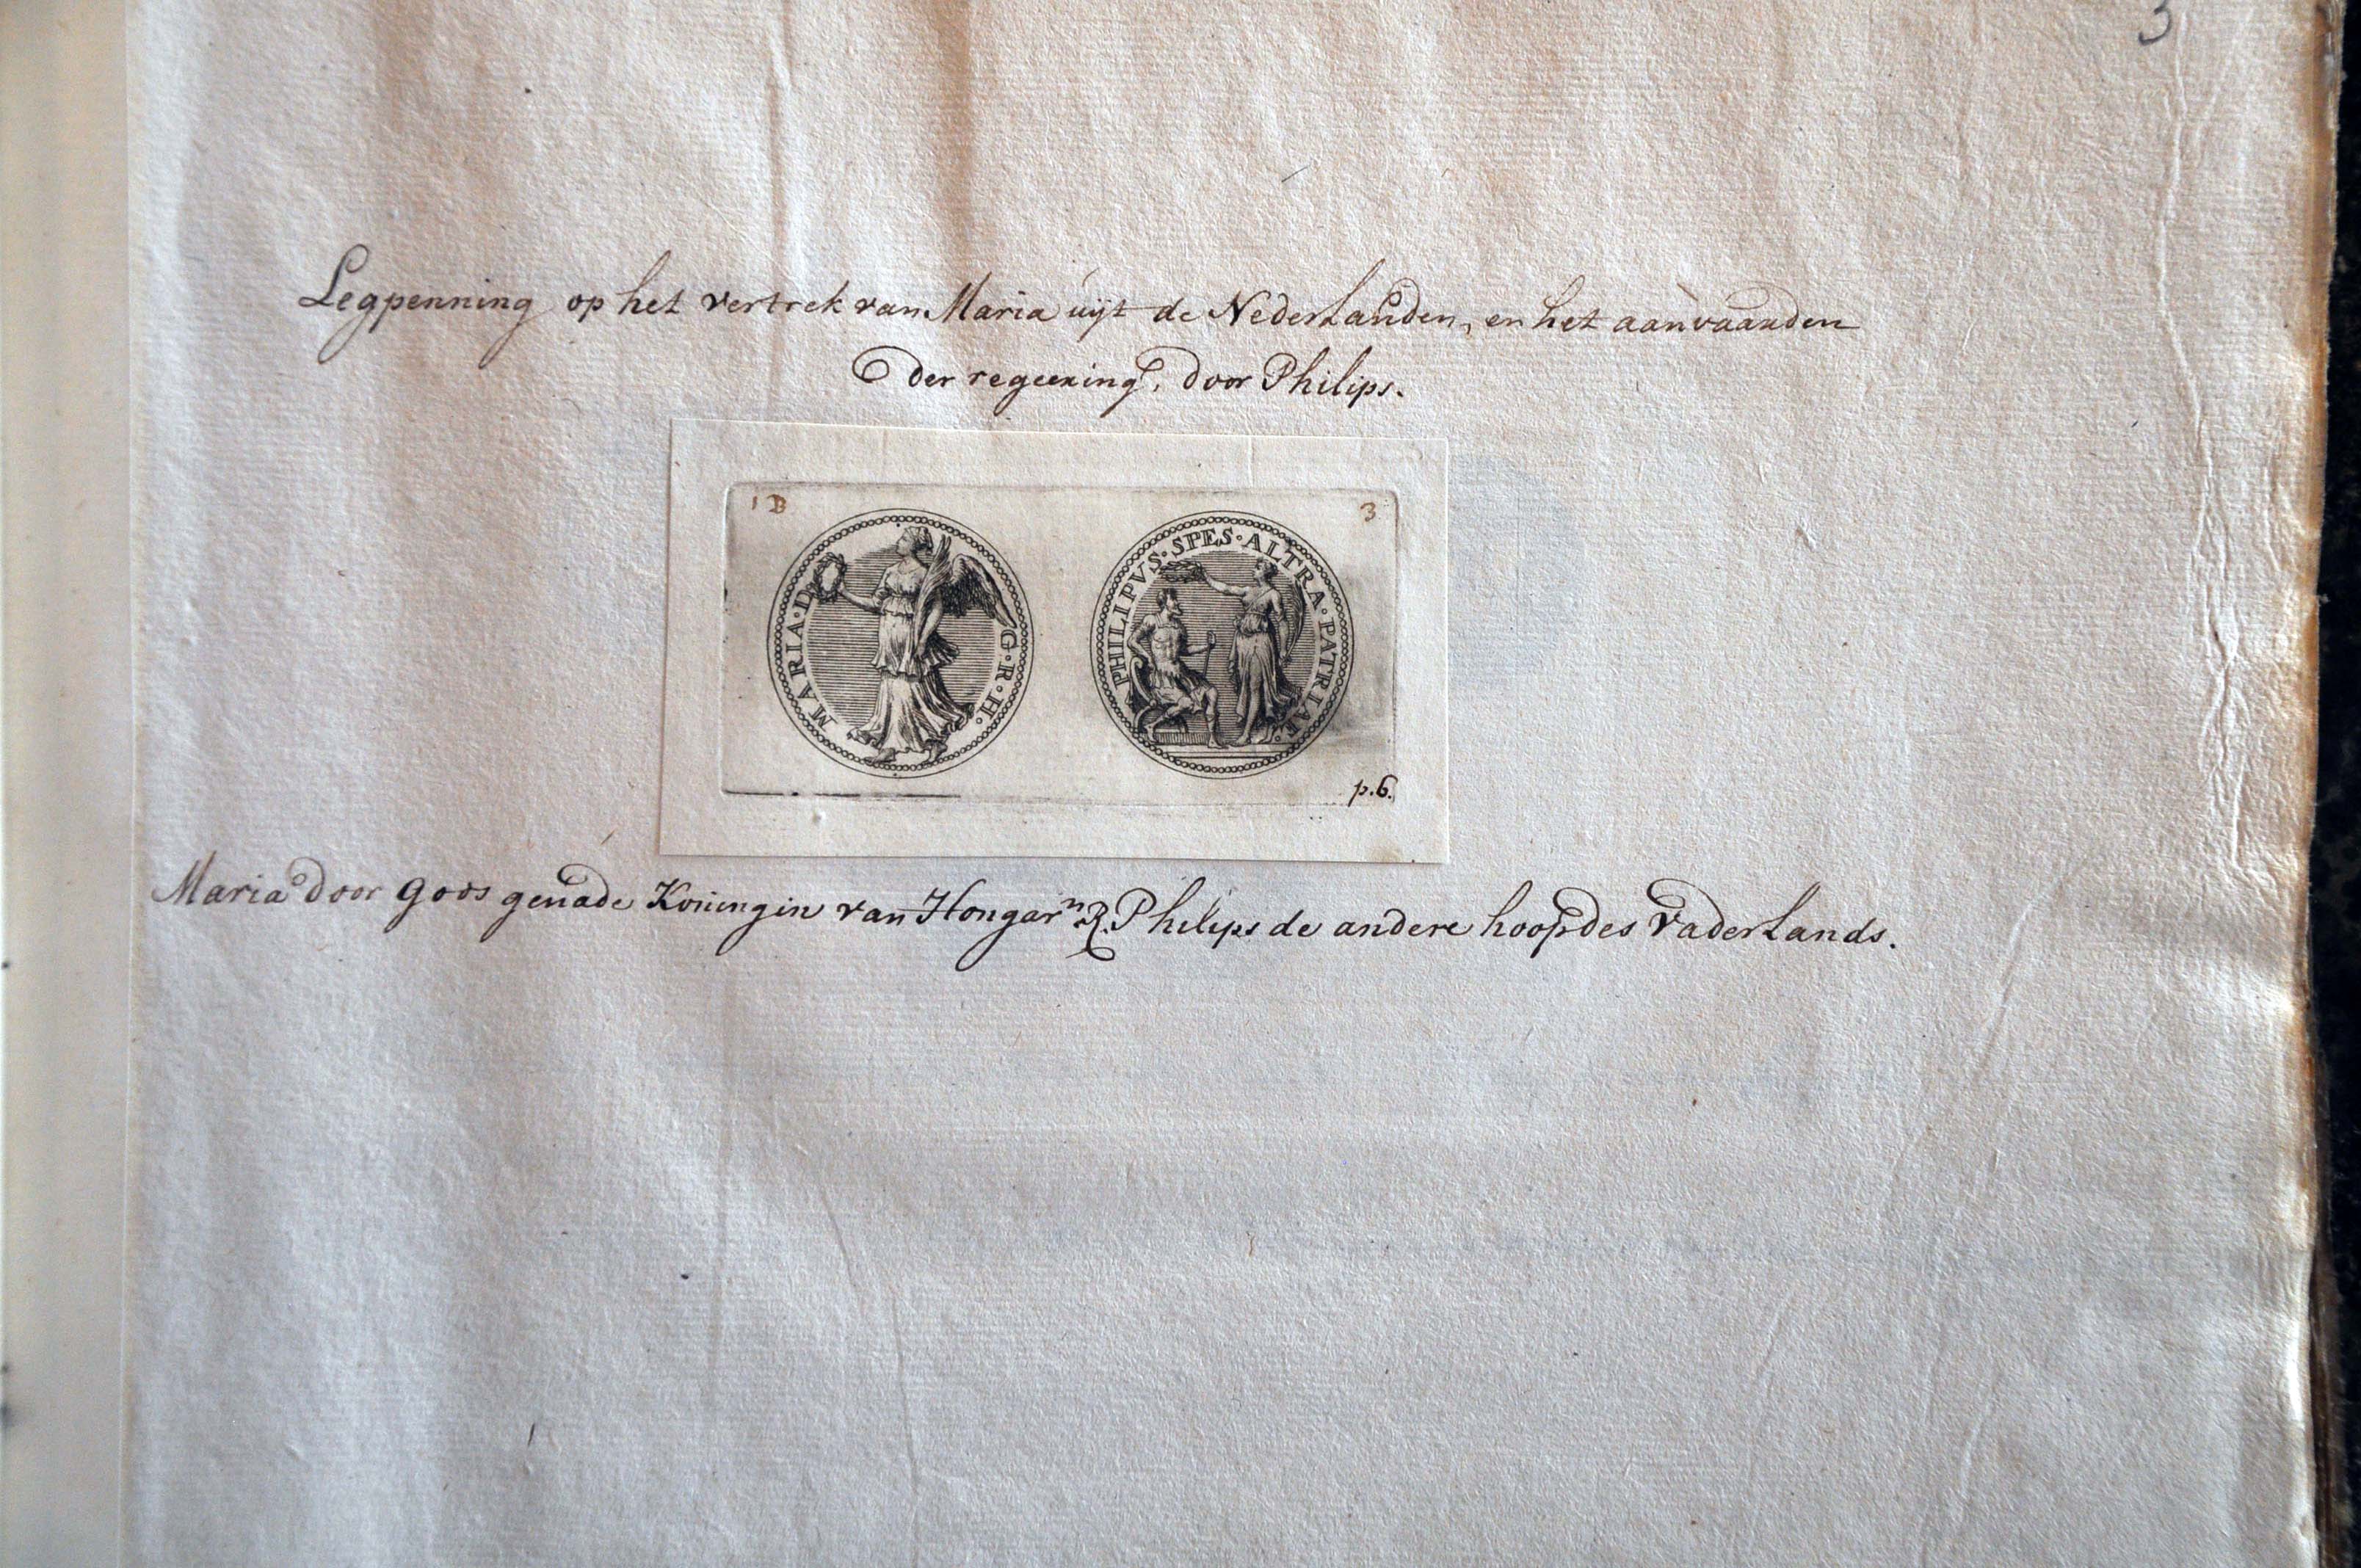 3
Legpenning op het vertrek van Maria uijt de Nederlanden, en het aanvaarden
der regeering, door Philips.
1 B
3
MARIA · D G · R · H ·
PHILIPVS · SPES · ALTRA · PATRIAE ·
p. 6.
Maria door gods genade Koningin van Hongar.n R. Philips de andere hoop des Vaderlands.